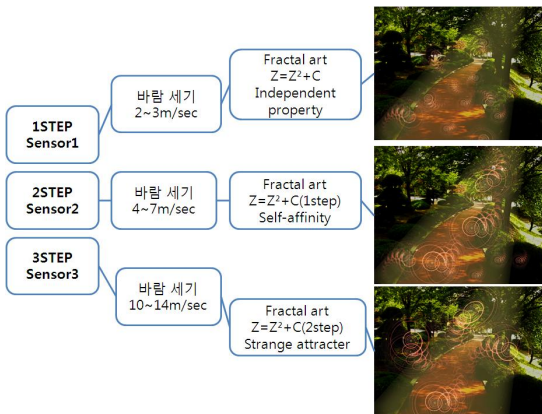 1STEP
Sensor1
바람 세기
2~3m/sec
Fractal art
Z=Z²+C
Independent
property
2STEP
Sensor2
바람 세기
4~7m/sec
Fractal art
Z=Z²+C(1step)
Self-affinity
3STEP
Sensor3
바람 세기
10~14m/sec
Fractal art
Z=Z²+C(2step)
Strange attracter